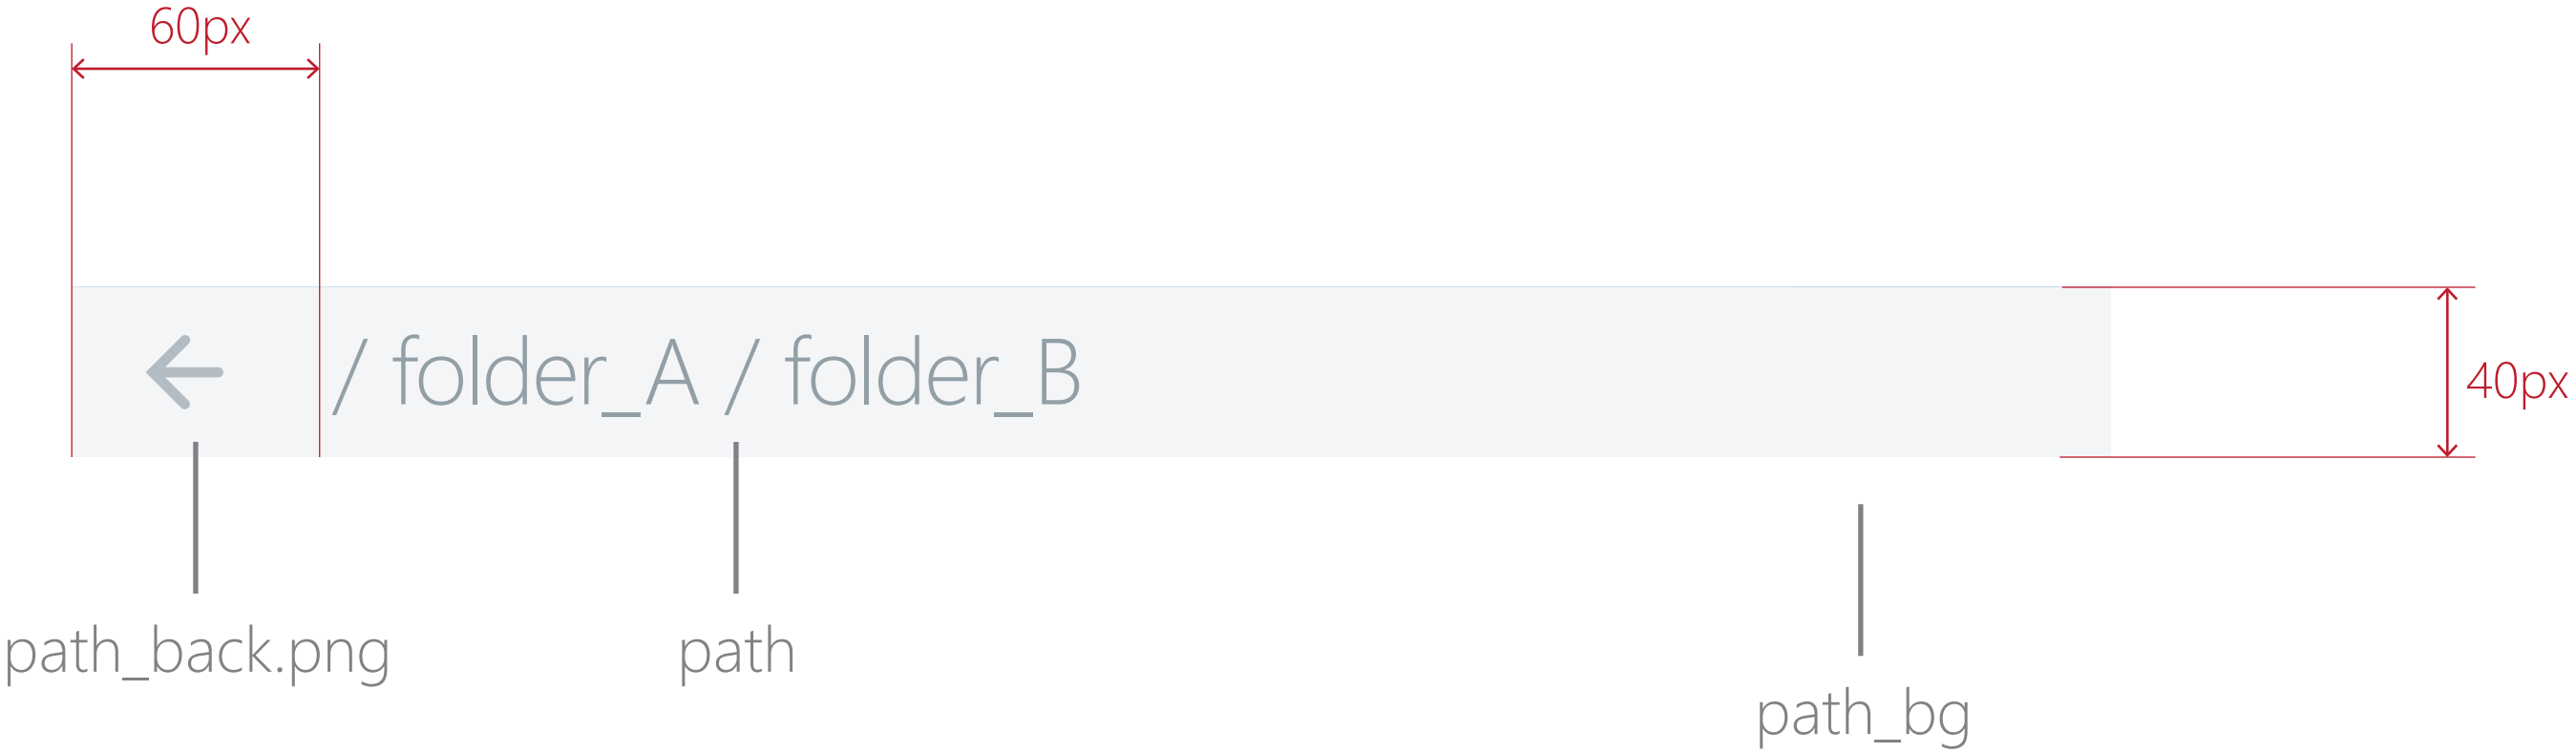 60px
/ folder_A / folder_B
40px
path_back.png
path
path_bg